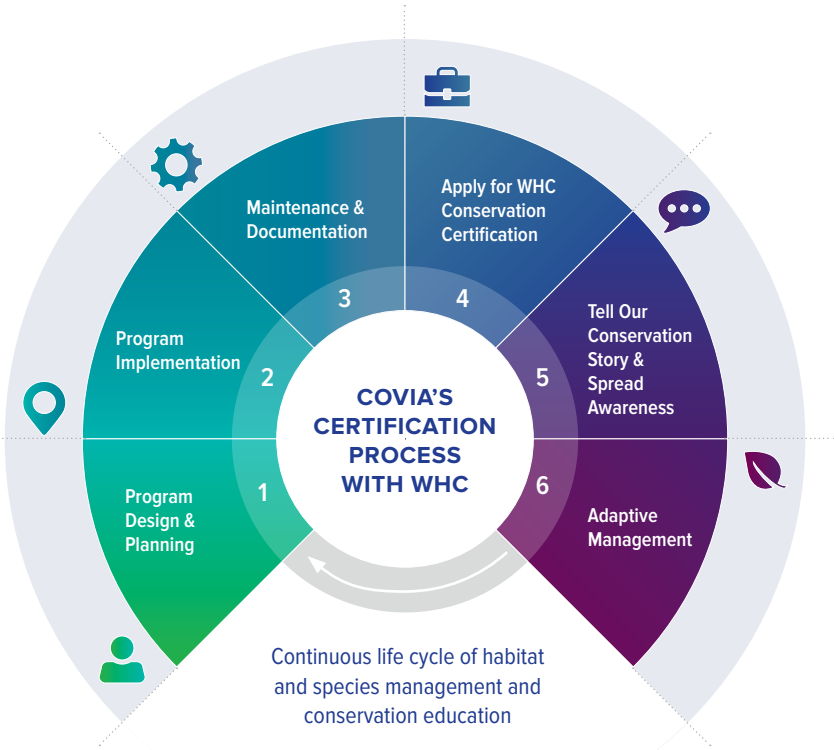 COVIA'S
CERTIFICATION
PROCESS
WITH WHC
1
Program
Design &
Planning
2
Program
Implementation
3
Maintenance &
Documentation
4
Apply for WHC
Conservation
Certification
5
Tell Our
Conservation
Story &
Spread
Awareness
6
Adaptive
Management
Continuous life cycle of habitat
and species management and
conservation education